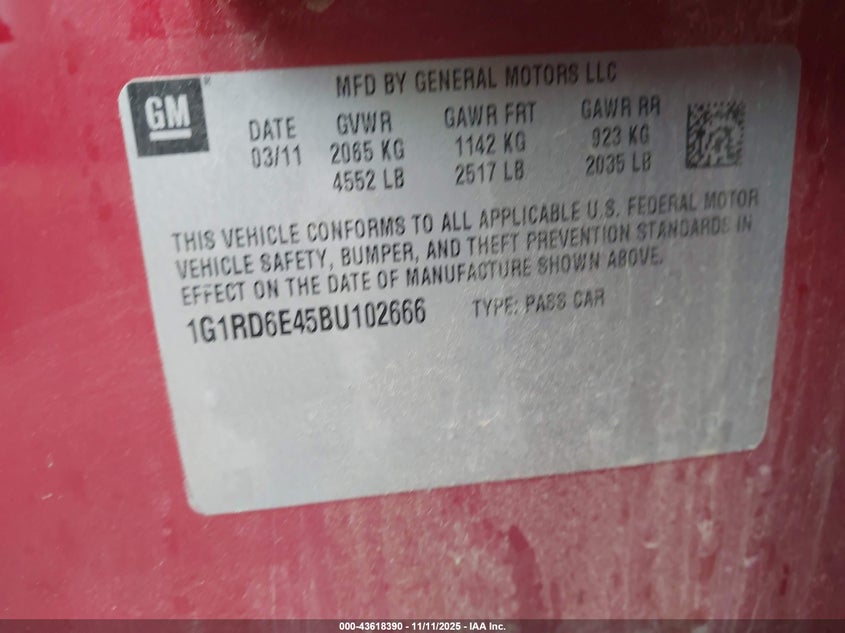 GM
MFD BY GENERAL MOTORS LLC
DATE GVWR GAWR FRT GAWR RR
03/11 2065 KG 1142 KG 923 KG
4552 LB 2517 LB 2035 LB
THIS VEHICLE CONFORMS TO ALL APPLICABLE U.S. FEDERAL MOTOR
VEHICLE SAFETY, BUMPER, AND THEFT PREVENTION STANDARDS IN
EFFECT ON THE DATE OF MANUFACTURE SHOWN ABOVE.
1G1RD6E45BU102666 TYPE: PASS CAR
000-43618390 - 11/11/2025 - IAA Inc.